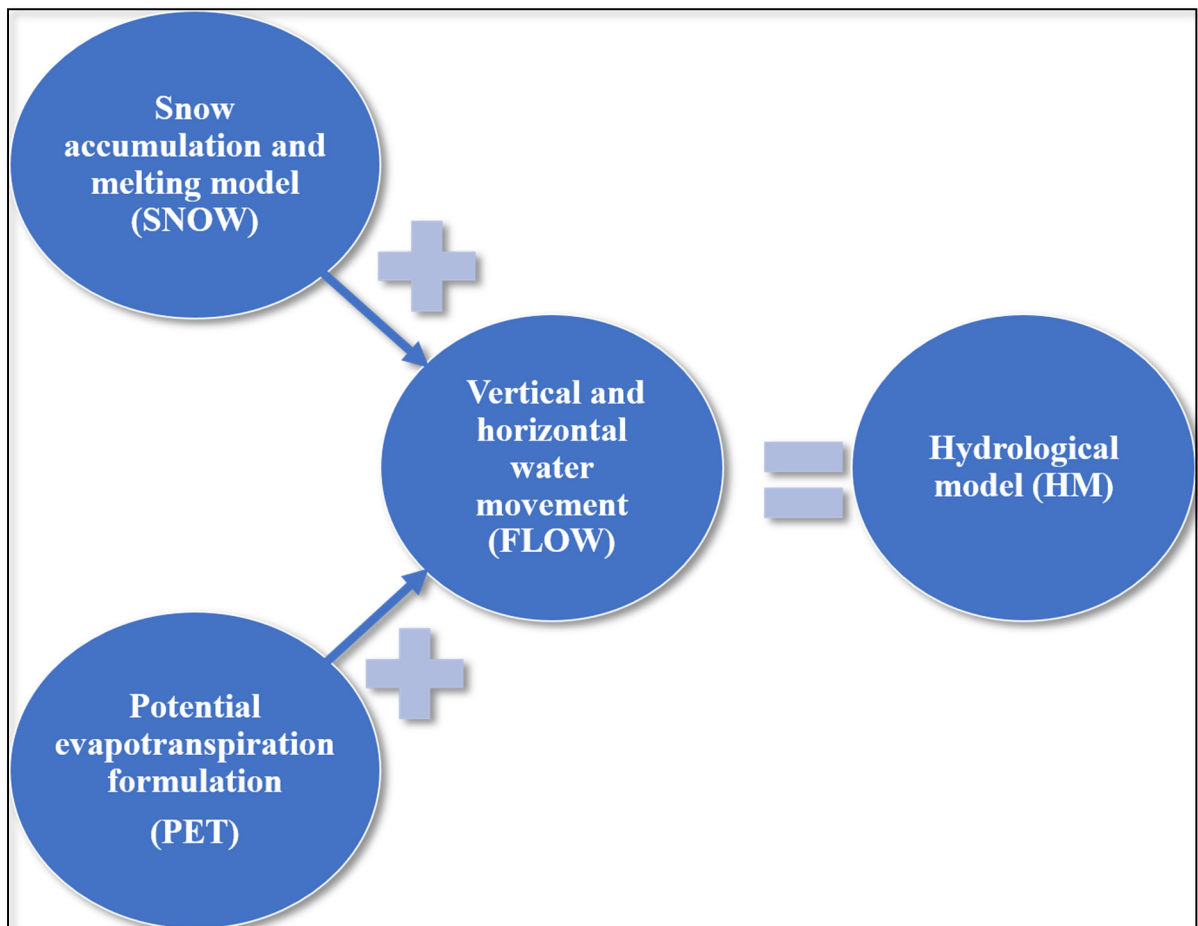 Snow
accumulation and
melting model
(SNOW)
Vertical and
horizontal
water
movement
(FLOW)
Hydrological
model (HM)
Potential
evapotranspiration
formulation
(PET)